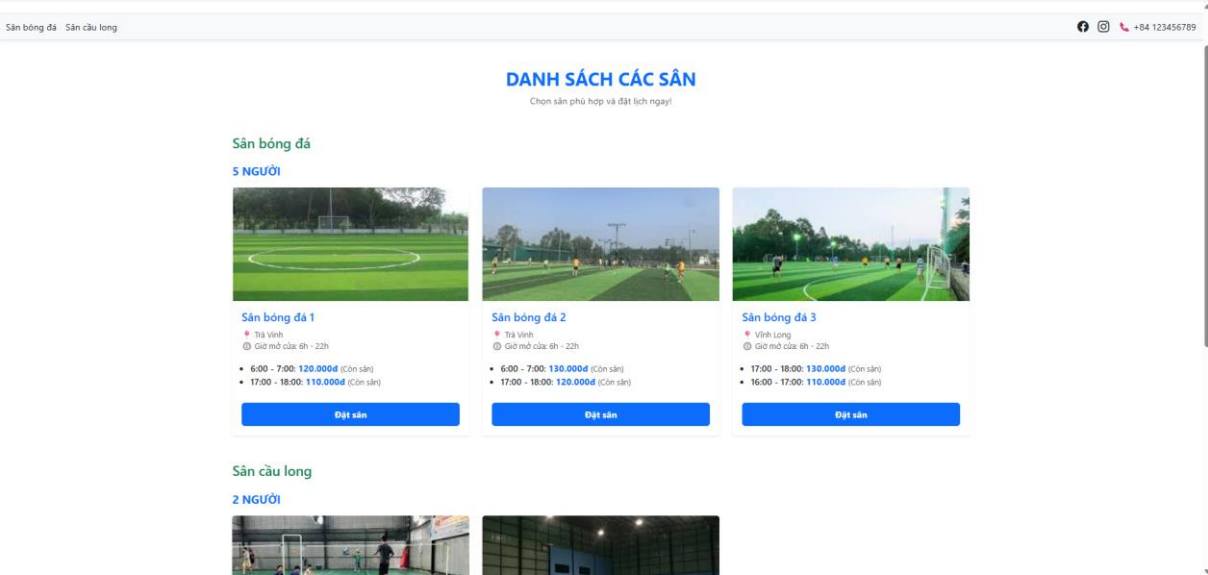 Sân bóng đá Sân cầu long +84 123456789
DANH SÁCH CÁC SÂN
Chọn sân phù hợp và đặt lịch ngay!
Sân bóng đá
5 NGƯỜI
Sân bóng đá 1
Trà Vinh
Giờ mở cửa: 6h - 22h
6:00 - 7:00: 120.000đ (Còn sân)
17:00 - 18:00: 110.000đ (Còn sân)
Đặt sân
Sân bóng đá 2
Trà Vinh
Giờ mở cửa: 6h - 22h
6:00 - 7:00: 130.000đ (Còn sân)
17:00 - 18:00: 120.000đ (Còn sân)
Đặt sân
Sân bóng đá 3
Vĩnh Long
Giờ mở cửa: 6h - 22h
17:00 - 18:00: 130.000đ (Còn sân)
16:00 - 17:00: 110.000đ (Còn sân)
Đặt sân
Sân cầu long
2 NGƯỜI